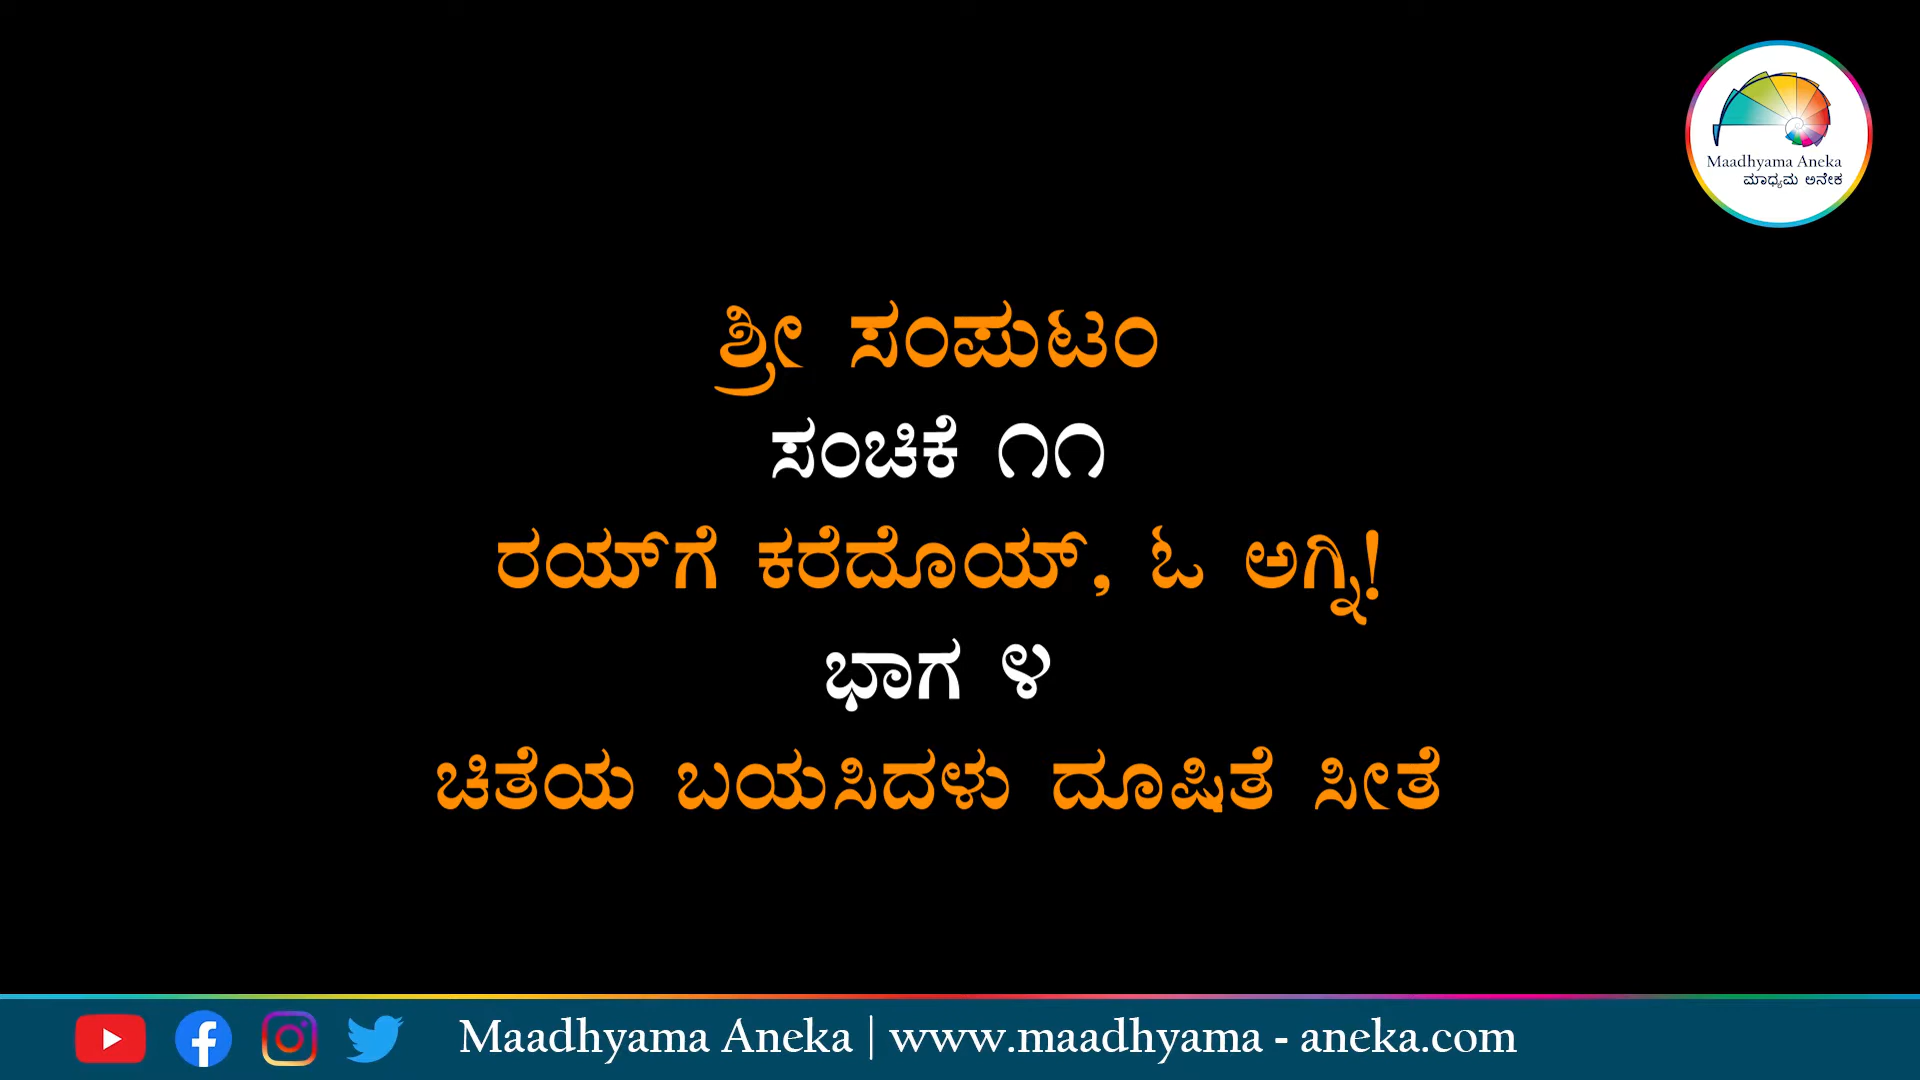 Maadhyama Aneka
ಮಾಧ್ಯಮ ಅನೇಕ
ಶ್ರೀ ಸಂಪುಟಂ
ಸಂಚಿಕೆ ೧೧
ರಯ್‌ಗೆ ಕರೆದೊಯ್, ಓ ಅಗ್ನಿ!
ಭಾಗ ೪
ಚಿತೆಯ ಬಯಸಿದಳು ದೂಷಿತೆ ಸೀತೆ
Maadhyama Aneka | www.maadhyama - aneka.com